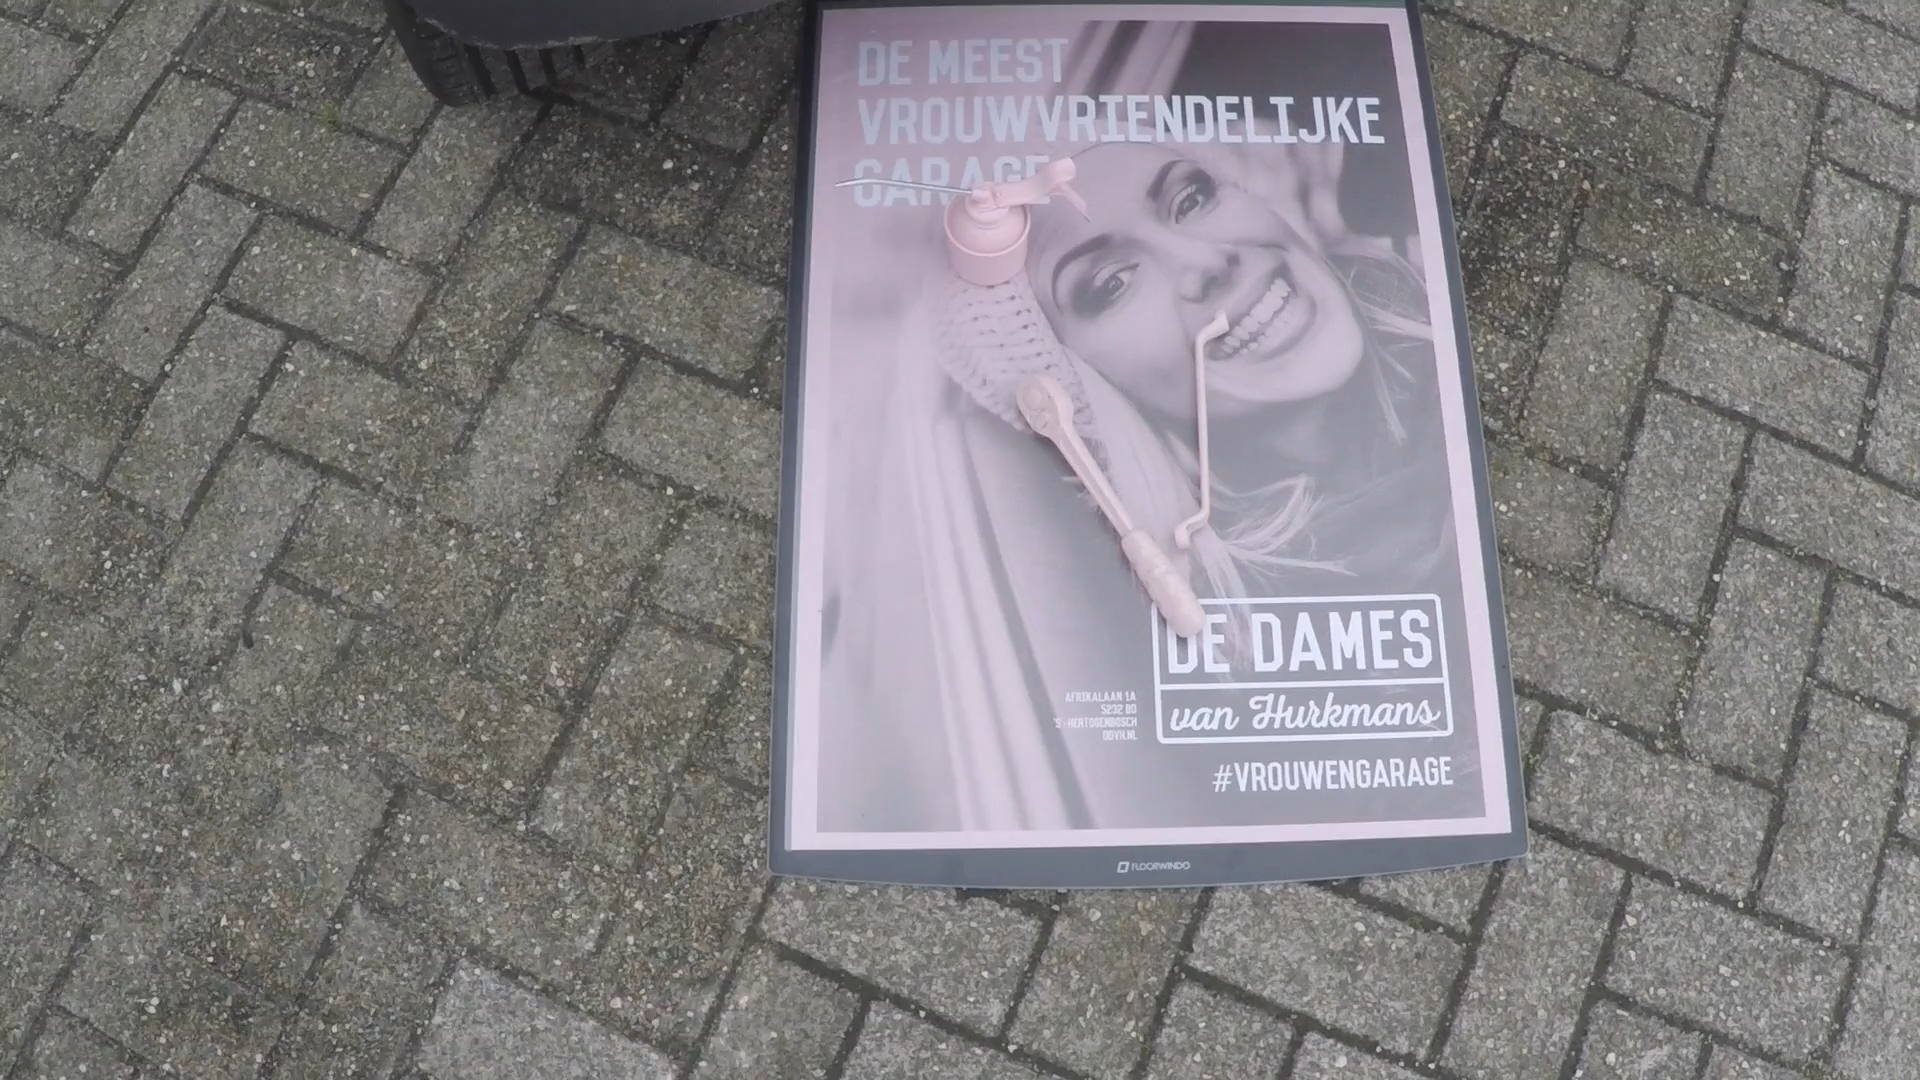 DE MEEST
VROUWVRIENDELIJKE
GARAGE
DE DAMES
van Hurkmans
AFRIKALAAN 1A
5232 BD
'S-HERTOGENBOSCH
DDVH.NL
#VROUWENGARAGE
FLOORWINDO